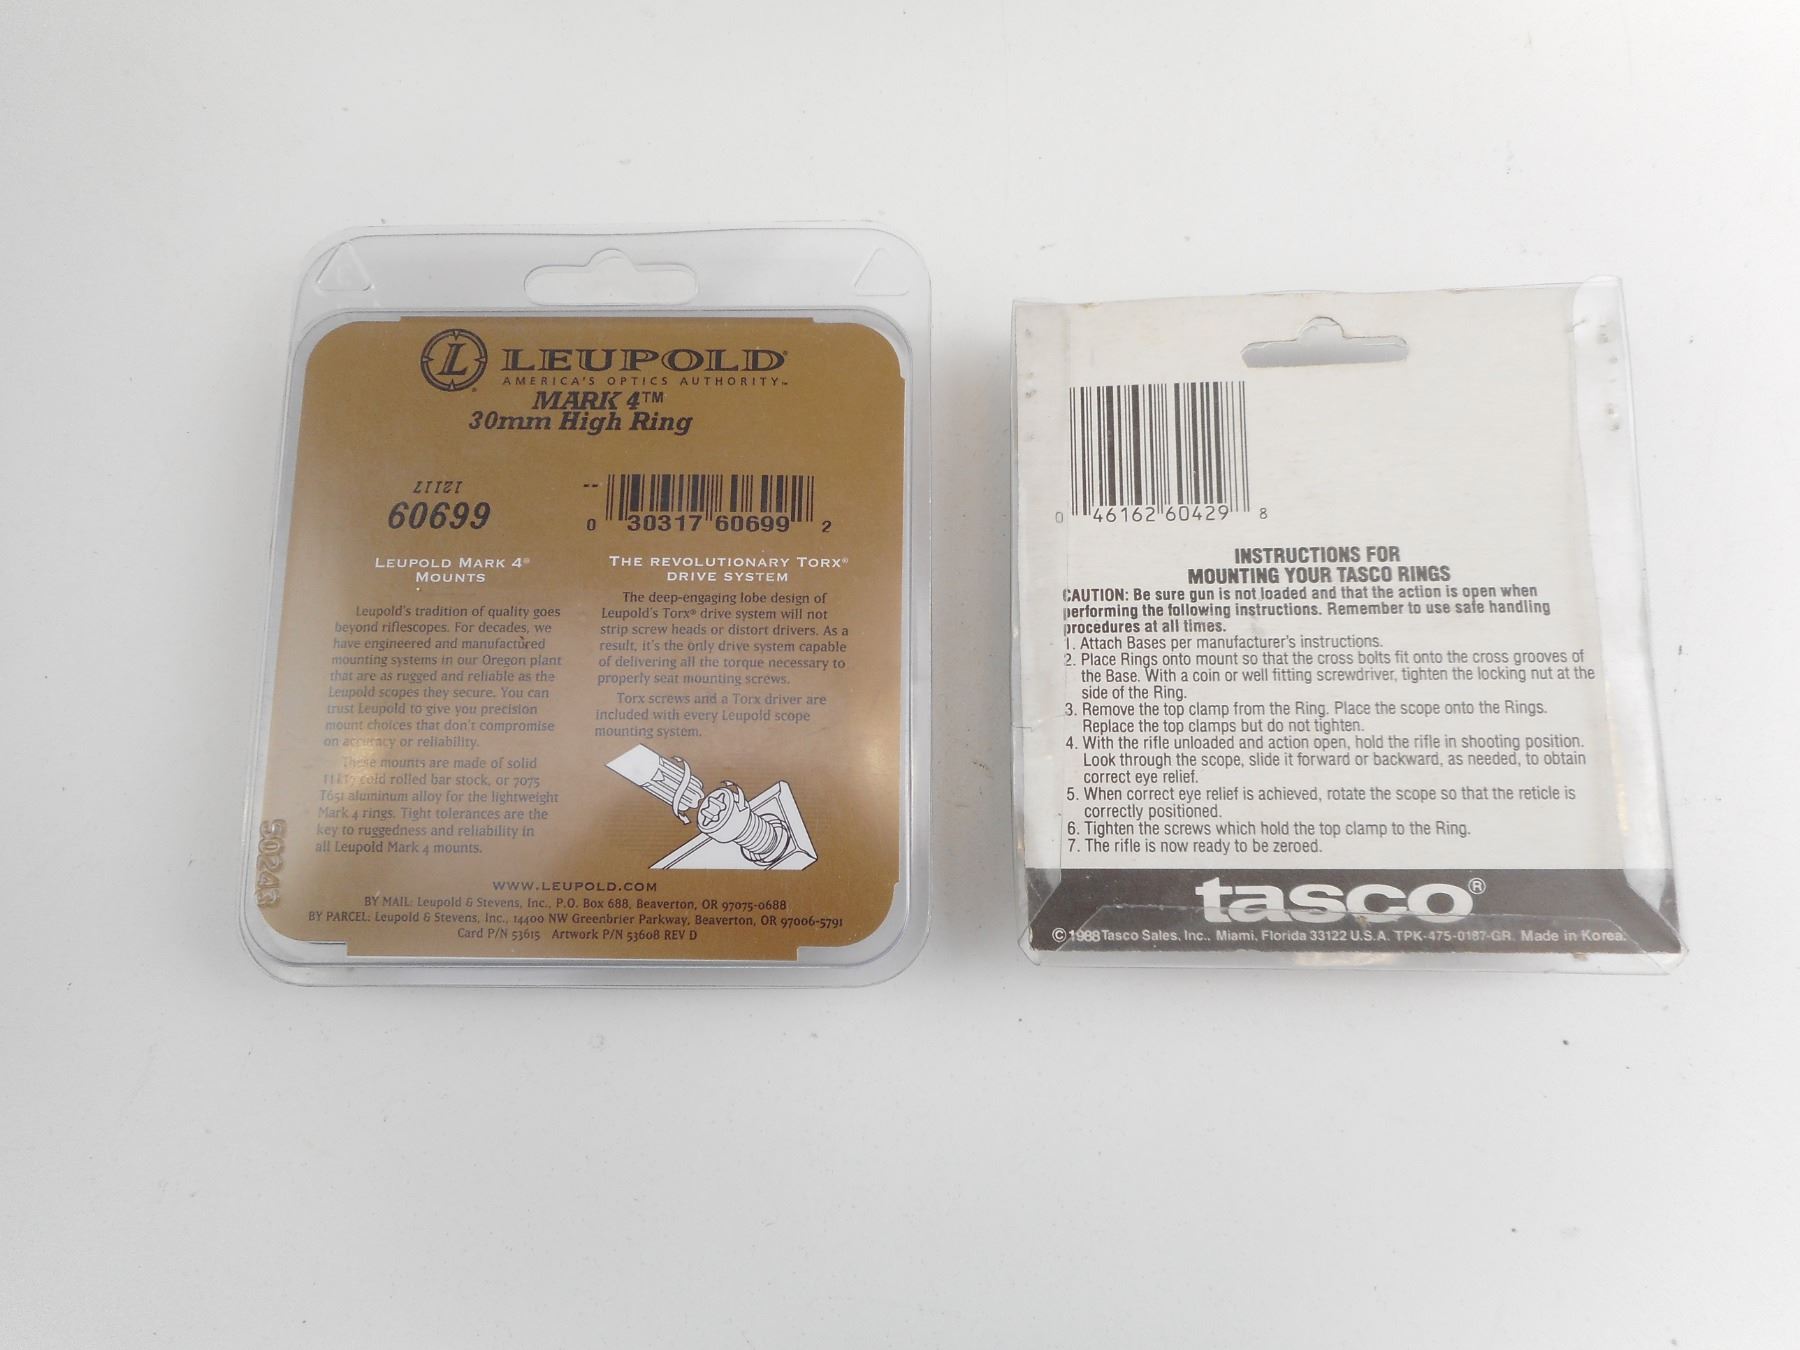 L LEUPOLD®
AMERICA'S OPTICS AUTHORITY™
MARK 4™
30mm High Ring
12117
60699
0 30317 60699 2
LEUPOLD MARK 4®
MOUNTS
Leupold's tradition of quality goes
beyond riflescopes. For decades, we
have engineered and manufactured
mounting systems in our Oregon plant
that are as rugged and reliable as the
Leupold scopes they secure. You can
trust Leupold to give you precision
mount choices that don't compromise
on accuracy or reliability.
These mounts are made of solid
cold rolled bar stock, or 7075
T651 aluminum alloy for the lightweight
Mark 4 rings. Tight tolerances are the
key to ruggedness and reliability in
all Leupold Mark 4 mounts.
THE REVOLUTIONARY TORX®
DRIVE SYSTEM
The deep-engaging lobe design of
Leupold's Torx® drive system will not
strip screw heads or distort drivers. As a
result, it's the only drive system capable
of delivering all the torque necessary to
properly seat mounting screws.
Torx screws and a Torx driver are
included with every Leupold scope
mounting system.
WWW.LEUPOLD.COM
BY MAIL: Leupold & Stevens, Inc., P.O. Box 688, Beaverton, OR 97075-0688
BY PARCEL: Leupold & Stevens, Inc., 14400 NW Greenbrier Parkway, Beaverton, OR 97006-5791
Card P/N 53615 Artwork P/N 53608 REV D
0 46162 60429 8
INSTRUCTIONS FOR
MOUNTING YOUR TASCO RINGS
CAUTION: Be sure gun is not loaded and that the action is open when
performing the following instructions. Remember to use safe handling
procedures at all times.
1. Attach Bases per manufacturer's instructions.
2. Place Rings onto mount so that the cross bolts fit onto the cross grooves of
the Base. With a coin or well fitting screwdriver, tighten the locking nut at the
side of the Ring.
3. Remove the top clamp from the Ring. Place the scope onto the Rings.
Replace the top clamps but do not tighten.
4. With the rifle unloaded and action open, hold the rifle in shooting position.
Look through the scope, slide it forward or backward, as needed, to obtain
correct eye relief.
5. When correct eye relief is achieved, rotate the scope so that the reticle is
correctly positioned.
6. Tighten the screws which hold the top clamp to the Ring.
7. The rifle is now ready to be zeroed.
tasco®
©1988 Tasco Sales, Inc., Miami, Florida 33122 U.S.A. TPK-475-0187-GR. Made in Korea.